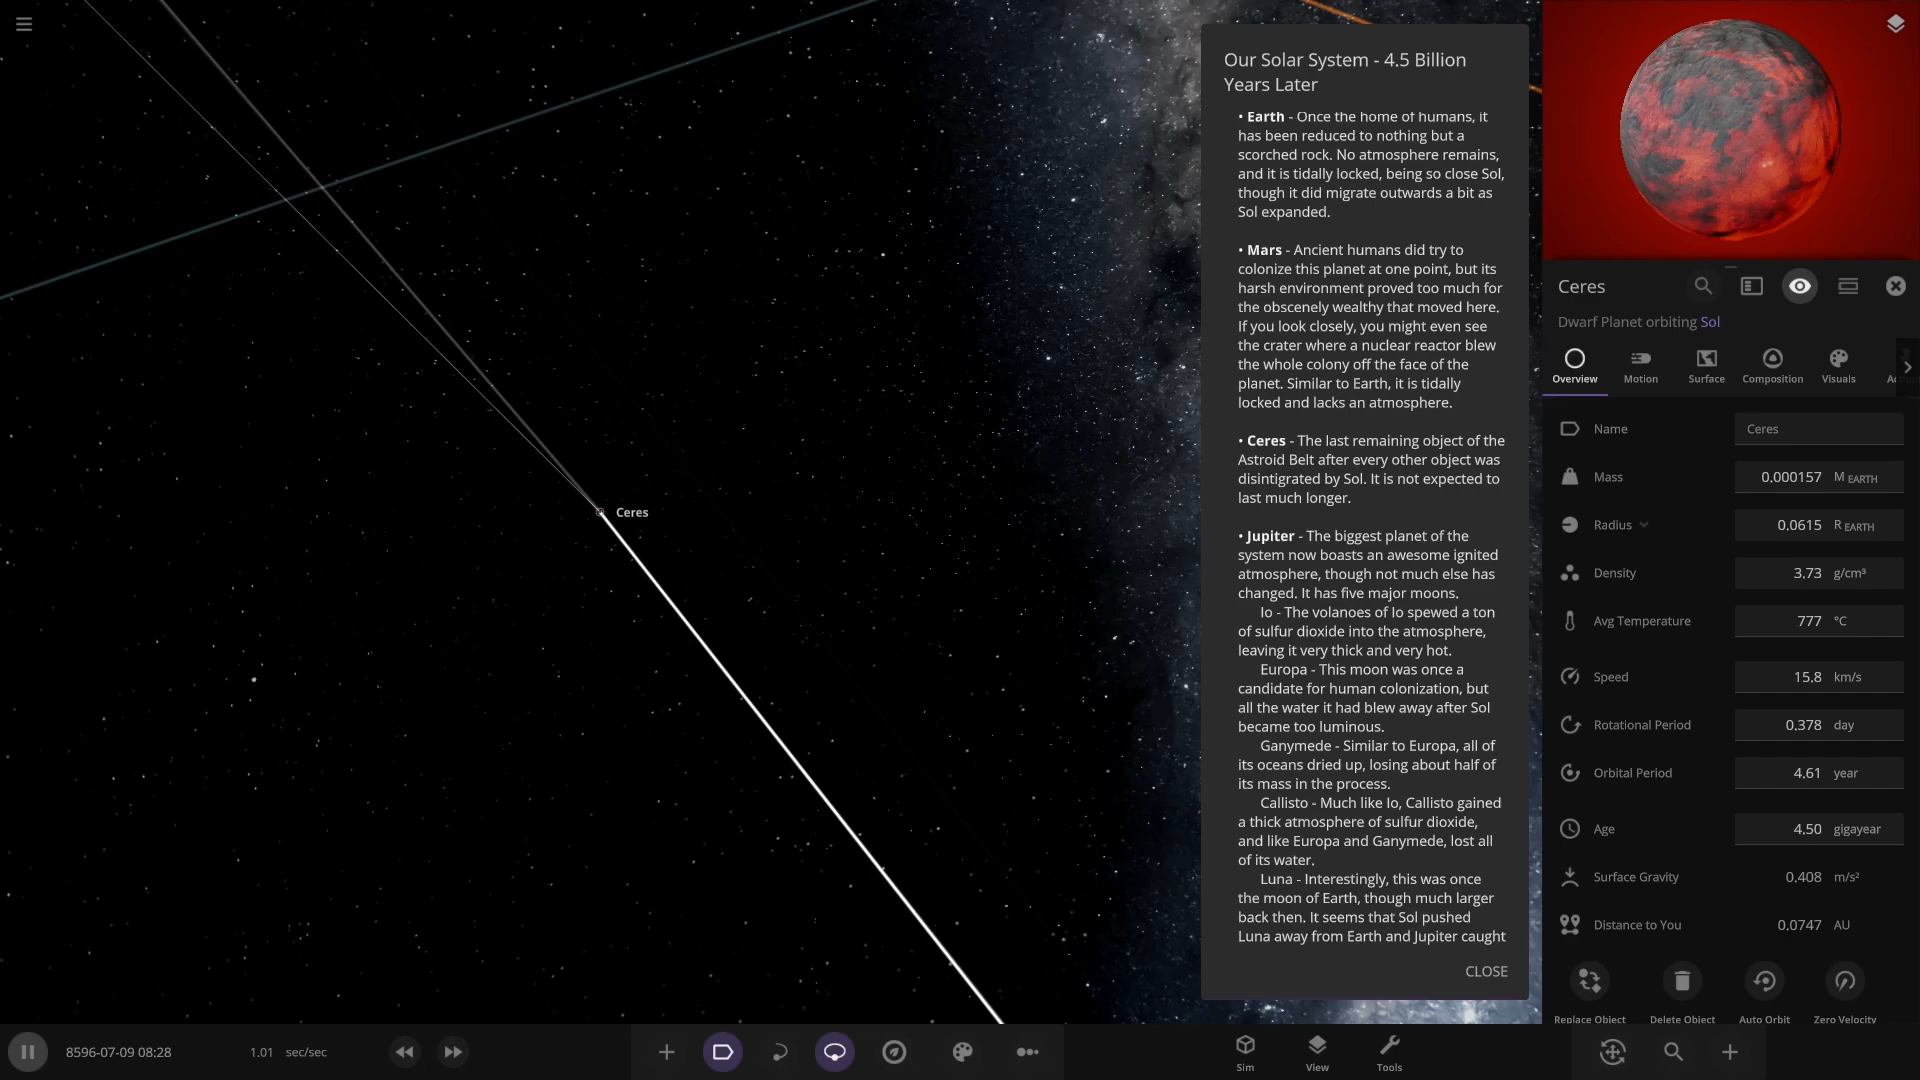 Our Solar System - 4.5 Billion
Years Later
• Earth - Once the home of humans, it
has been reduced to nothing but a
scorched rock. No atmosphere remains,
and it is tidally locked, being so close Sol,
though it did migrate outwards a bit as
Sol expanded.
• Mars - Ancient humans did try to
colonize this planet at one point, but its
harsh environment proved too much for
the obscenely wealthy that moved here.
If you look closely, you might even see
the crater where a nuclear reactor blew
the whole colony off the face of the
planet. Similar to Earth, it is tidally
locked and lacks an atmosphere.
• Ceres - The last remaining object of the
Astroid Belt after every other object was
disintigrated by Sol. It is not expected to
last much longer.
• Jupiter - The biggest planet of the
system now boasts an awesome ignited
atmosphere, though not much else has
changed. It has five major moons.
Io - The volanoes of Io spewed a ton
of sulfur dioxide into the atmosphere,
leaving it very thick and very hot.
Europa - This moon was once a
candidate for human colonization, but
all the water it had blew away after Sol
became too luminous.
Ganymede - Similar to Europa, all of
its oceans dried up, losing about half of
its mass in the process.
Callisto - Much like Io, Callisto gained
a thick atmosphere of sulfur dioxide,
and like Europa and Ganymede, lost all
of its water.
Luna - Interestingly, this was once
the moon of Earth, though much larger
back then. It seems that Sol pushed
Luna away from Earth and Jupiter caught
CLOSE
Ceres
Ceres
Dwarf Planet orbiting Sol
Overview Motion Surface Composition Visuals
Name Ceres
Mass 0.000157 M EARTH
Radius 0.0615 R EARTH
Density 3.73 g/cm³
Avg Temperature 777 °C
Speed 15.8 km/s
Rotational Period 0.378 day
Orbital Period 4.61 year
Age 4.50 gigayear
Surface Gravity 0.408 m/s²
Distance to You 0.0747 AU
Replace Object Delete Object Auto Orbit Zero Velocity
8596-07-09 08:28 1.01 sec/sec
Sim View Tools